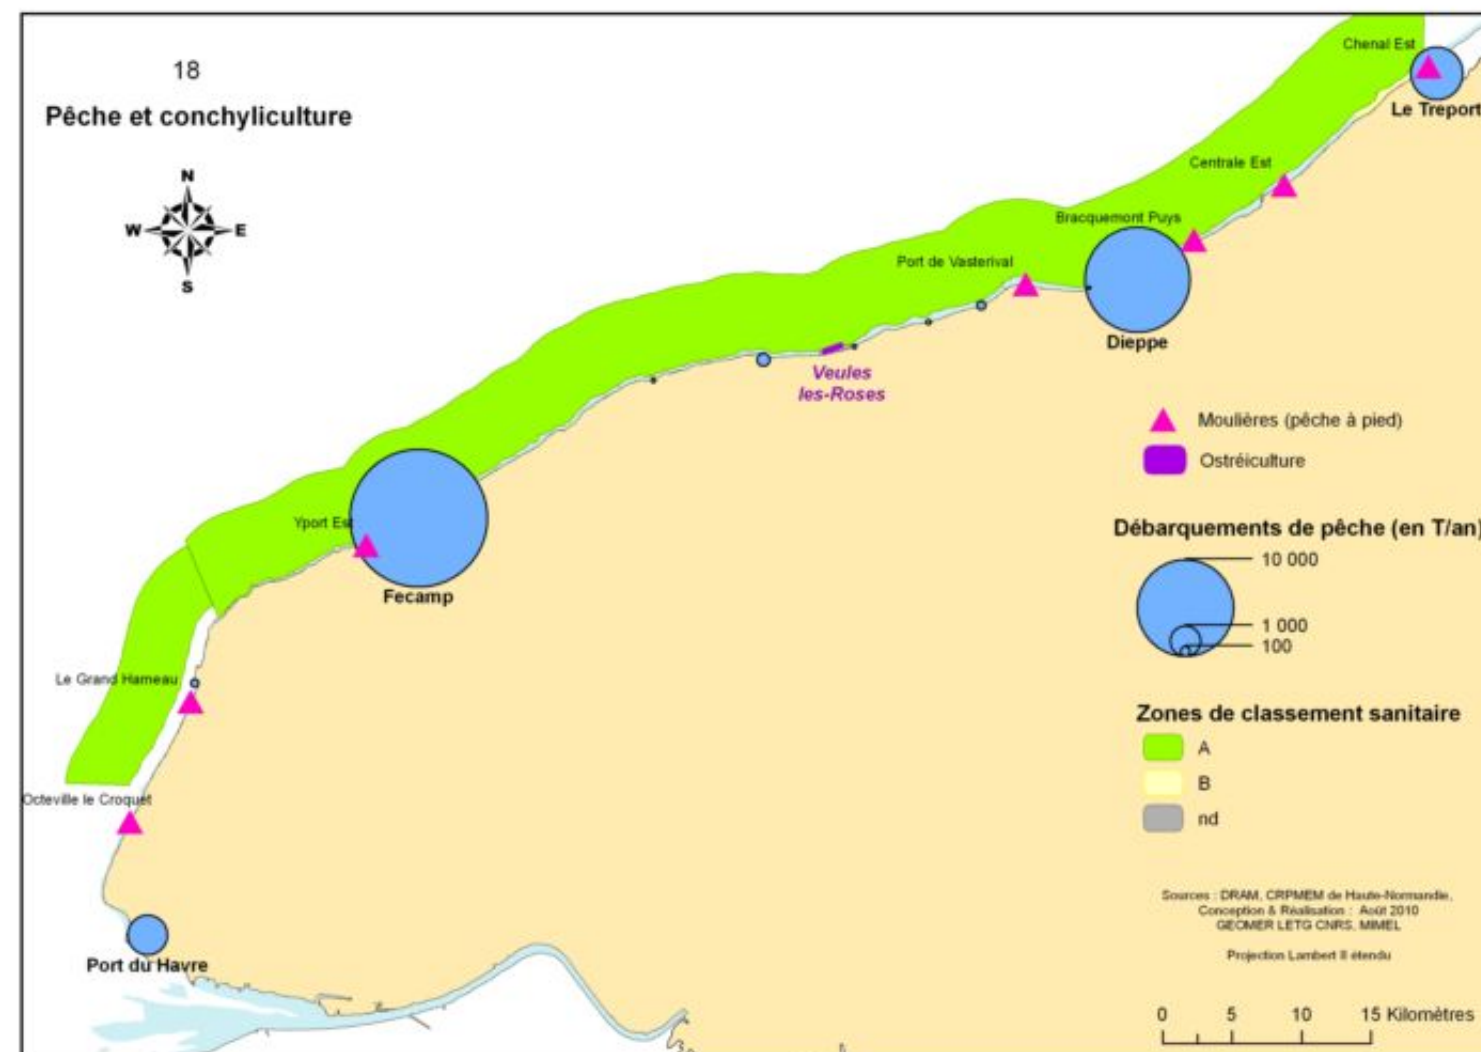 18
Pêche et conchyliculture
N
W
E
S
Chenal Est
Le Treport
Centrale Est
Bracquemont Puys
Port de Vasterival
Dieppe
Veules
les-Roses
Yport Est
Fecamp
Le Grand Hameau
Octeville le Croquet
Port du Havre
Moulières (pêche à pied)
Ostréiculture
Débarquements de pêche (en T/an)
10 000
1 000
100
Zones de classement sanitaire
A
B
nd
Sources : DRAM, CRPMEM de Haute-Normandie,
Conception & Réalisation : Août 2010
GEOMER LETG CNRS, MIMEL
Projection Lambert II étendu
0 5 10 15 Kilomètres